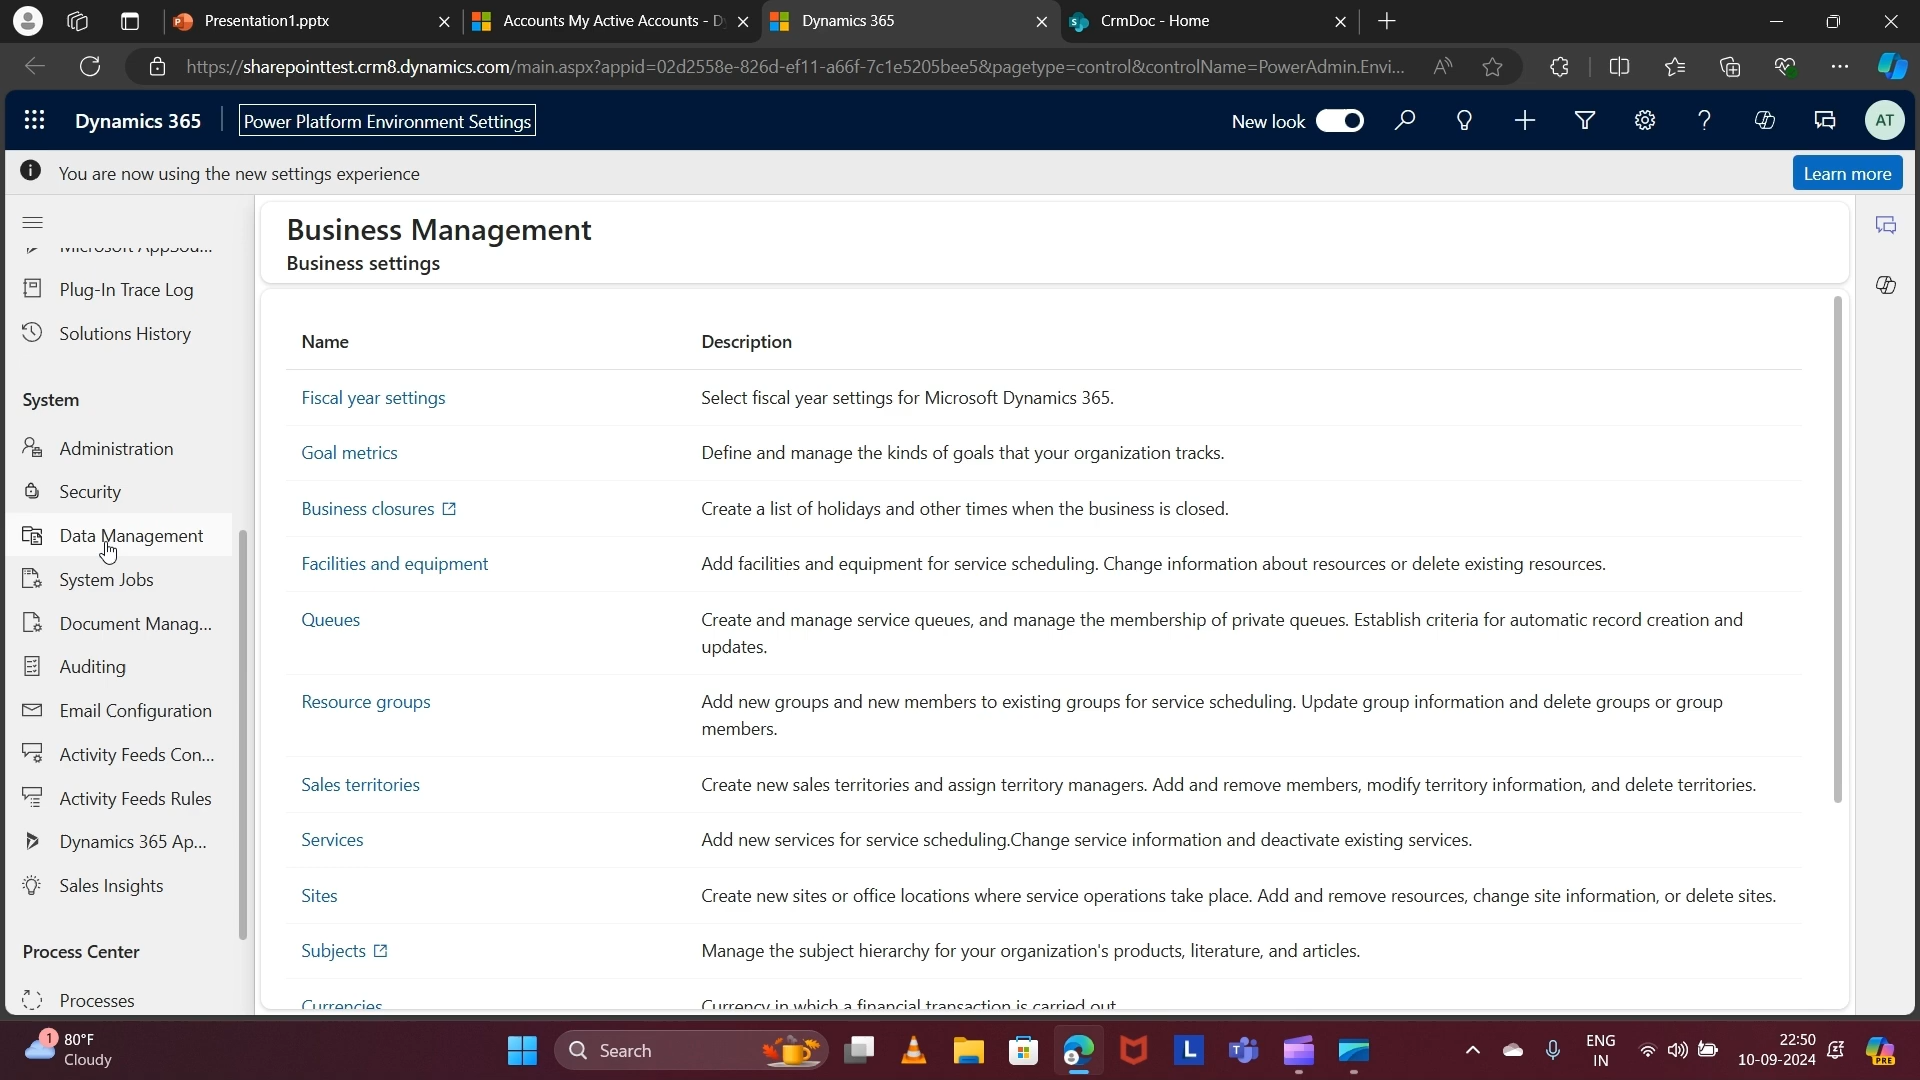 Presentation1.pptx
Accounts My Active Accounts - D
Dynamics 365
CrmDoc - Home
https://sharepointtest.crm8.dynamics.com/main.aspx?appid=02d2558e-826d-ef11-a66f-7c1e5205bee5&pagetype=control&controlName=PowerAdmin.Envi...
Dynamics 365
Power Platform Environment Settings
New look
AT
You are now using the new settings experience
Learn more
Microsoft AppSou...
Plug-In Trace Log
Solutions History
System
Administration
Security
Data Management
System Jobs
Document Manag...
Auditing
Email Configuration
Activity Feeds Con...
Activity Feeds Rules
Dynamics 365 Ap...
Sales Insights
Process Center
Processes
Business Management
Business settings
Name Description
Fiscal year settings Select fiscal year settings for Microsoft Dynamics 365.
Goal metrics Define and manage the kinds of goals that your organization tracks.
Business closures Create a list of holidays and other times when the business is closed.
Facilities and equipment Add facilities and equipment for service scheduling. Change information about resources or delete existing resources.
Queues Create and manage service queues, and manage the membership of private queues. Establish criteria for automatic record creation and
updates.
Resource groups Add new groups and new members to existing groups for service scheduling. Update group information and delete groups or group
members.
Sales territories Create new sales territories and assign territory managers. Add and remove members, modify territory information, and delete territories.
Services Add new services for service scheduling.Change service information and deactivate existing services.
Sites Create new sites or office locations where service operations take place. Add and remove resources, change site information, or delete sites.
Subjects Manage the subject hierarchy for your organization's products, literature, and articles.
Currencies Currency in which a financial transaction is carried out
1
80°F
Cloudy
Search
L
ENG
IN
22:50
10-09-2024
PRE